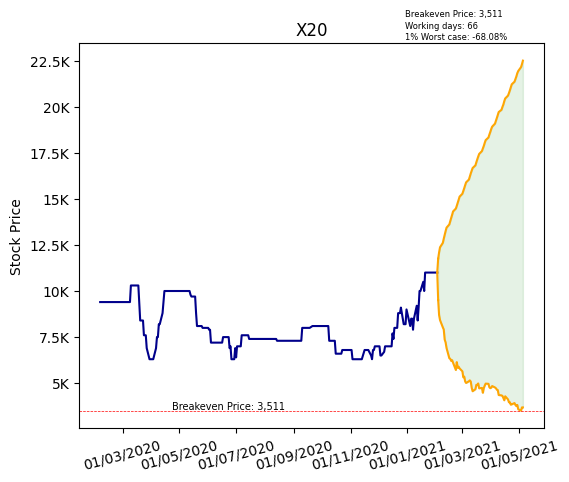 Breakeven Price: 3,511
Working days: 66
1% Worst case: -68.08%
X20
Stock Price
22.5K
20K
17.5K
15K
12.5K
10K
7.5K
5K
Breakeven Price: 3,511
01/03/2020
01/05/2020
01/07/2020
01/09/2020
01/11/2020
01/01/2021
01/03/2021
01/05/2021